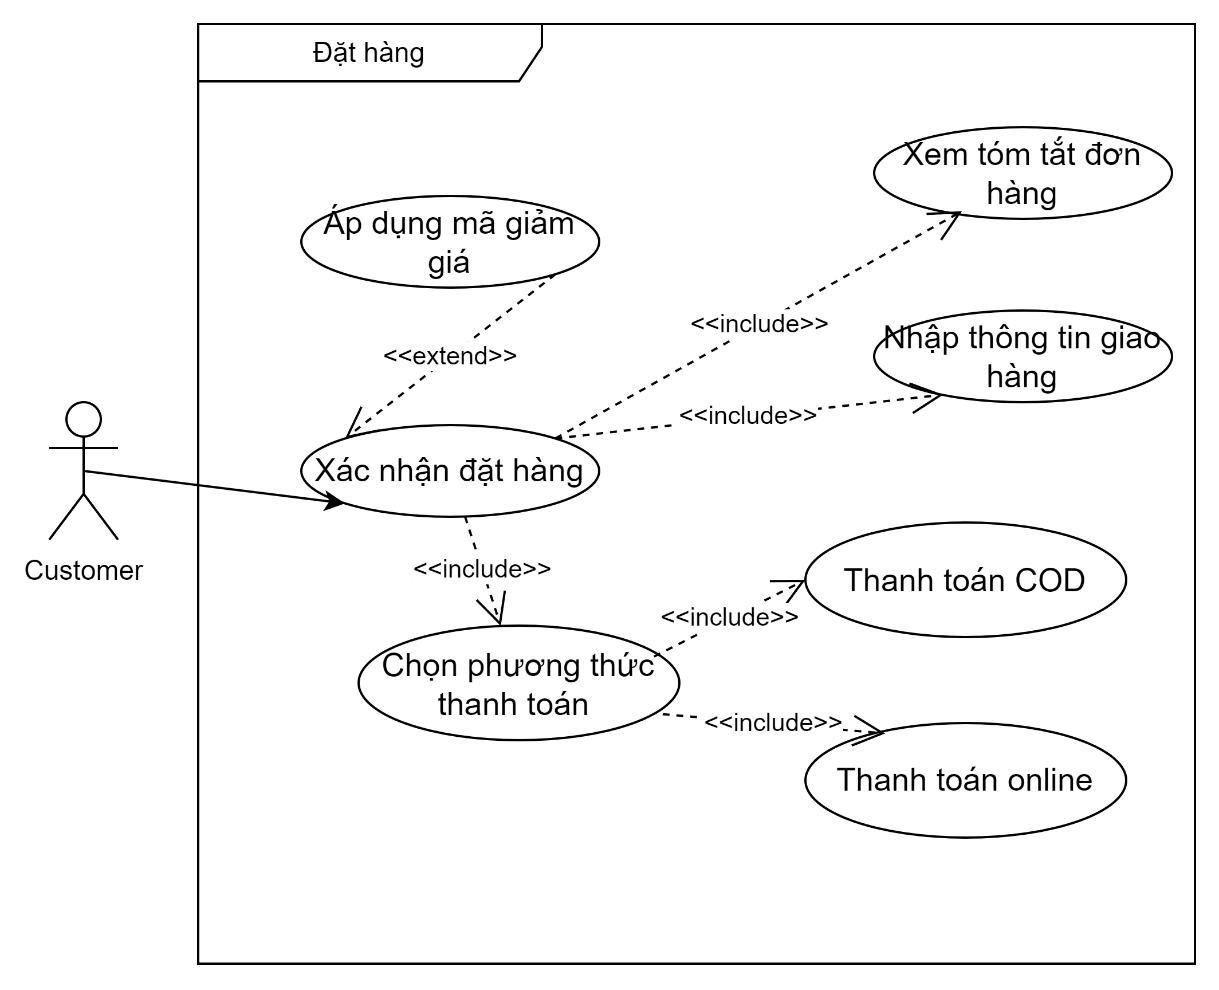 Đặt hàng
Xem tóm tắt đơn
hàng
Áp dụng mã giảm
giá
<<include>>
Nhập thông tin giao
hàng
<<extend>>
<<include>>
Xác nhận đặt hàng
Customer
<<include>>
Thanh toán COD
<<include>>
Chọn phương thức
thanh toán
<<include>>
Thanh toán online